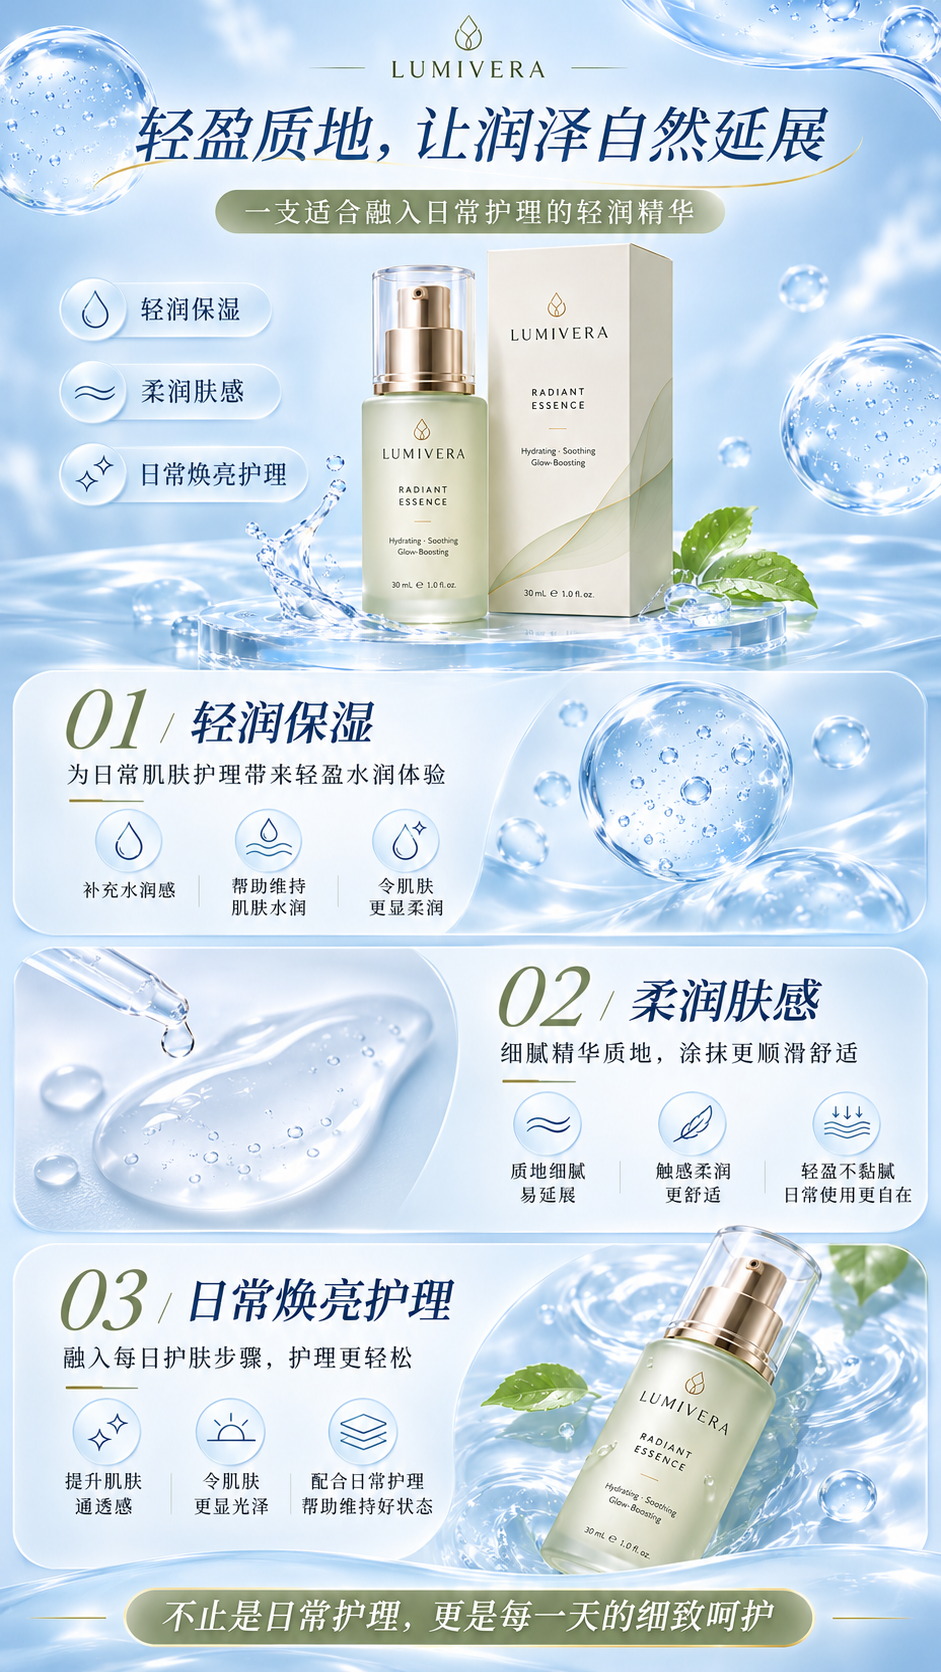 LUMIVERA
轻盈质地，让润泽自然延展
一支适合融入日常护理的轻润精华
轻润保湿
柔润肤感
日常焕亮护理
LUMIVERA
RADIANT
ESSENCE
Hydrating · Soothing
Glow-Boosting
30 mL ℮ 1.0 fl. oz.
LUMIVERA
RADIANT
ESSENCE
Hydrating · Soothing
Glow-Boosting
30 mL ℮ 1.0 fl. oz.
01 / 轻润保湿
为日常肌肤护理带来轻盈水润体验
补充水润感
帮助维持
肌肤水润
令肌肤
更显柔润
02 / 柔润肤感
细腻精华质地，涂抹更顺滑舒适
质地细腻
易延展
触感柔润
更舒适
轻盈不黏腻
日常使用更自在
03 / 日常焕亮护理
融入每日护肤步骤，护理更轻松
提升肌肤
通透感
令肌肤
更显光泽
配合日常护理
帮助维持好状态
LUMIVERA
RADIANT
ESSENCE
Hydrating · Soothing
Glow-Boosting
30 mL ℮ 1.0 fl. oz.
不止是日常护理，更是每一天的细致呵护